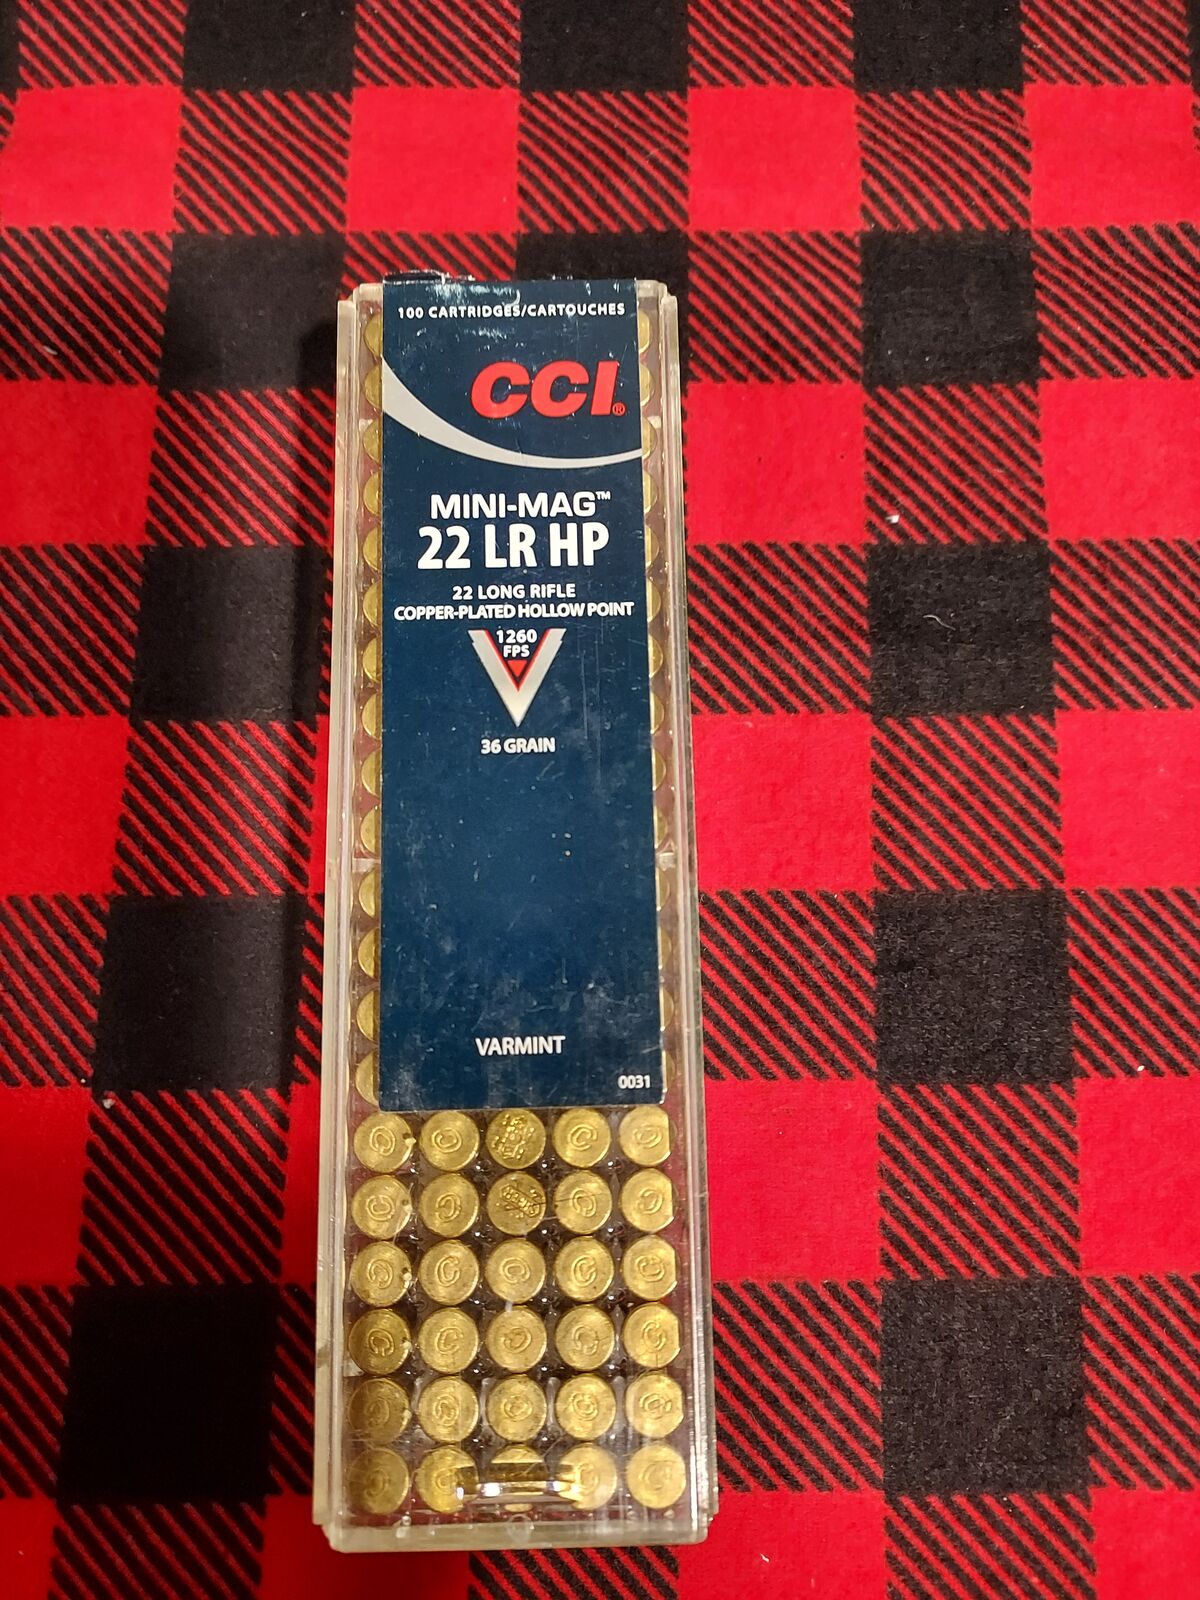 100 CARTRIDGES/CARTOUCHES
CCI®
MINI-MAG™
22 LR HP
22 LONG RIFLE
COPPER-PLATED HOLLOW POINT
1260
FPS
36 GRAIN
VARMINT
0031
C C C C
C C C C
C C C C C
C C C C C
C C C C C
C C C C